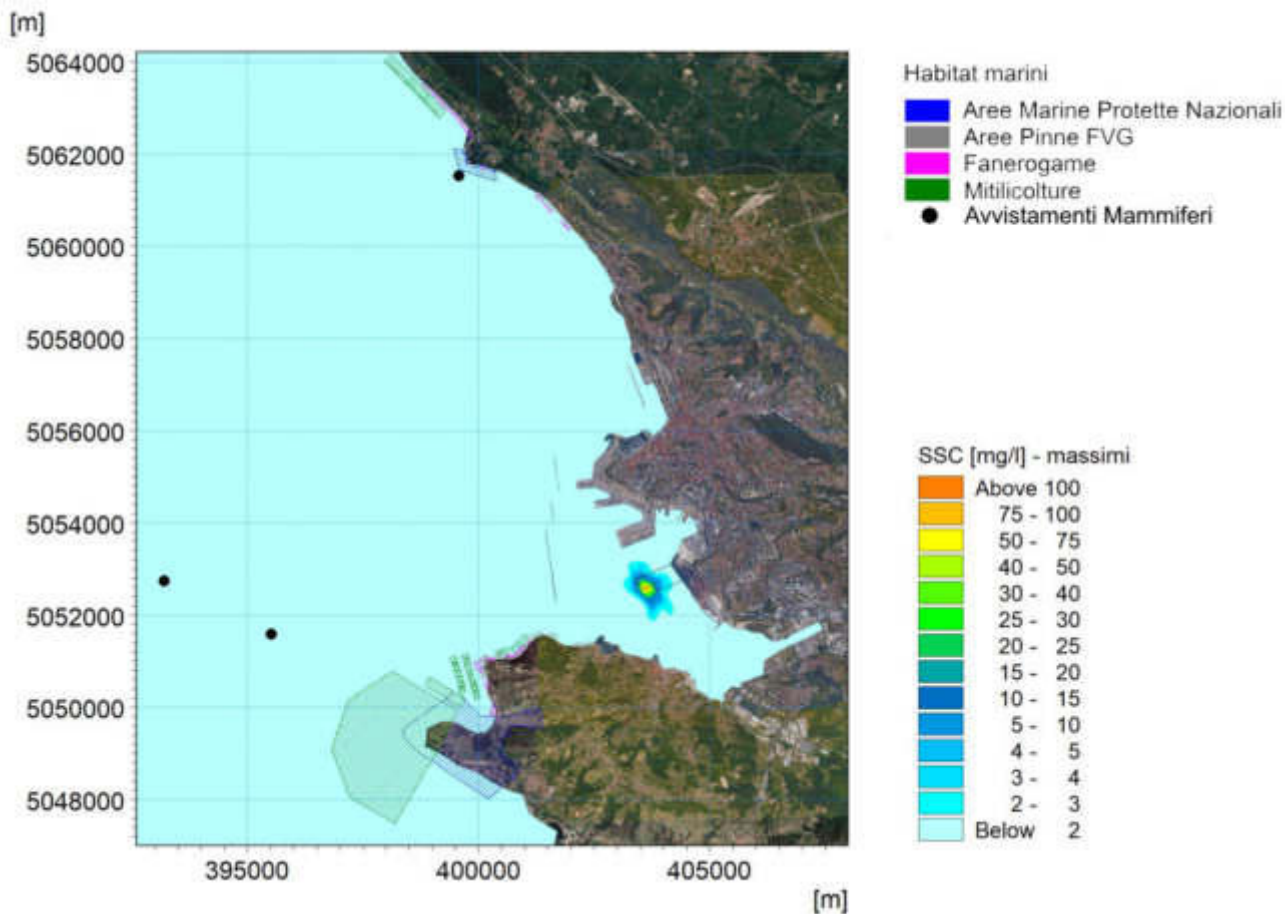 [m]
5064000
5062000
5060000
5058000
5056000
5054000
5052000
5050000
5048000
395000
400000
405000
[m]
Habitat marini
Aree Marine Protette Nazionali
Aree Pinne FVG
Fanerogame
Mitilicolture
Avvistamenti Mammiferi
SSC [mg/l] - massimi
Above 100
75 - 100
50 - 75
40 - 50
30 - 40
25 - 30
20 - 25
15 - 20
10 - 15
5 - 10
4 - 5
3 - 4
2 - 3
Below 2